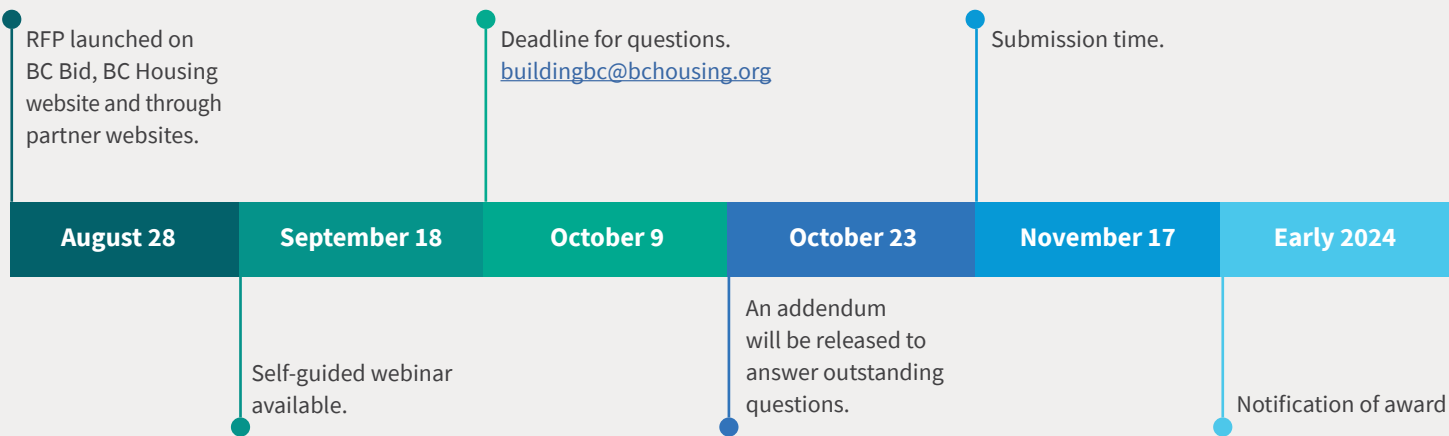 RFP launched on
BC Bid, BC Housing
website and through
partner websites.
Deadline for questions.
buildingbc@bchousing.org
Submission time.
August 28
September 18
October 9
October 23
November 17
Early 2024
Self-guided webinar
available.
An addendum
will be released to
answer outstanding
questions.
Notification of award